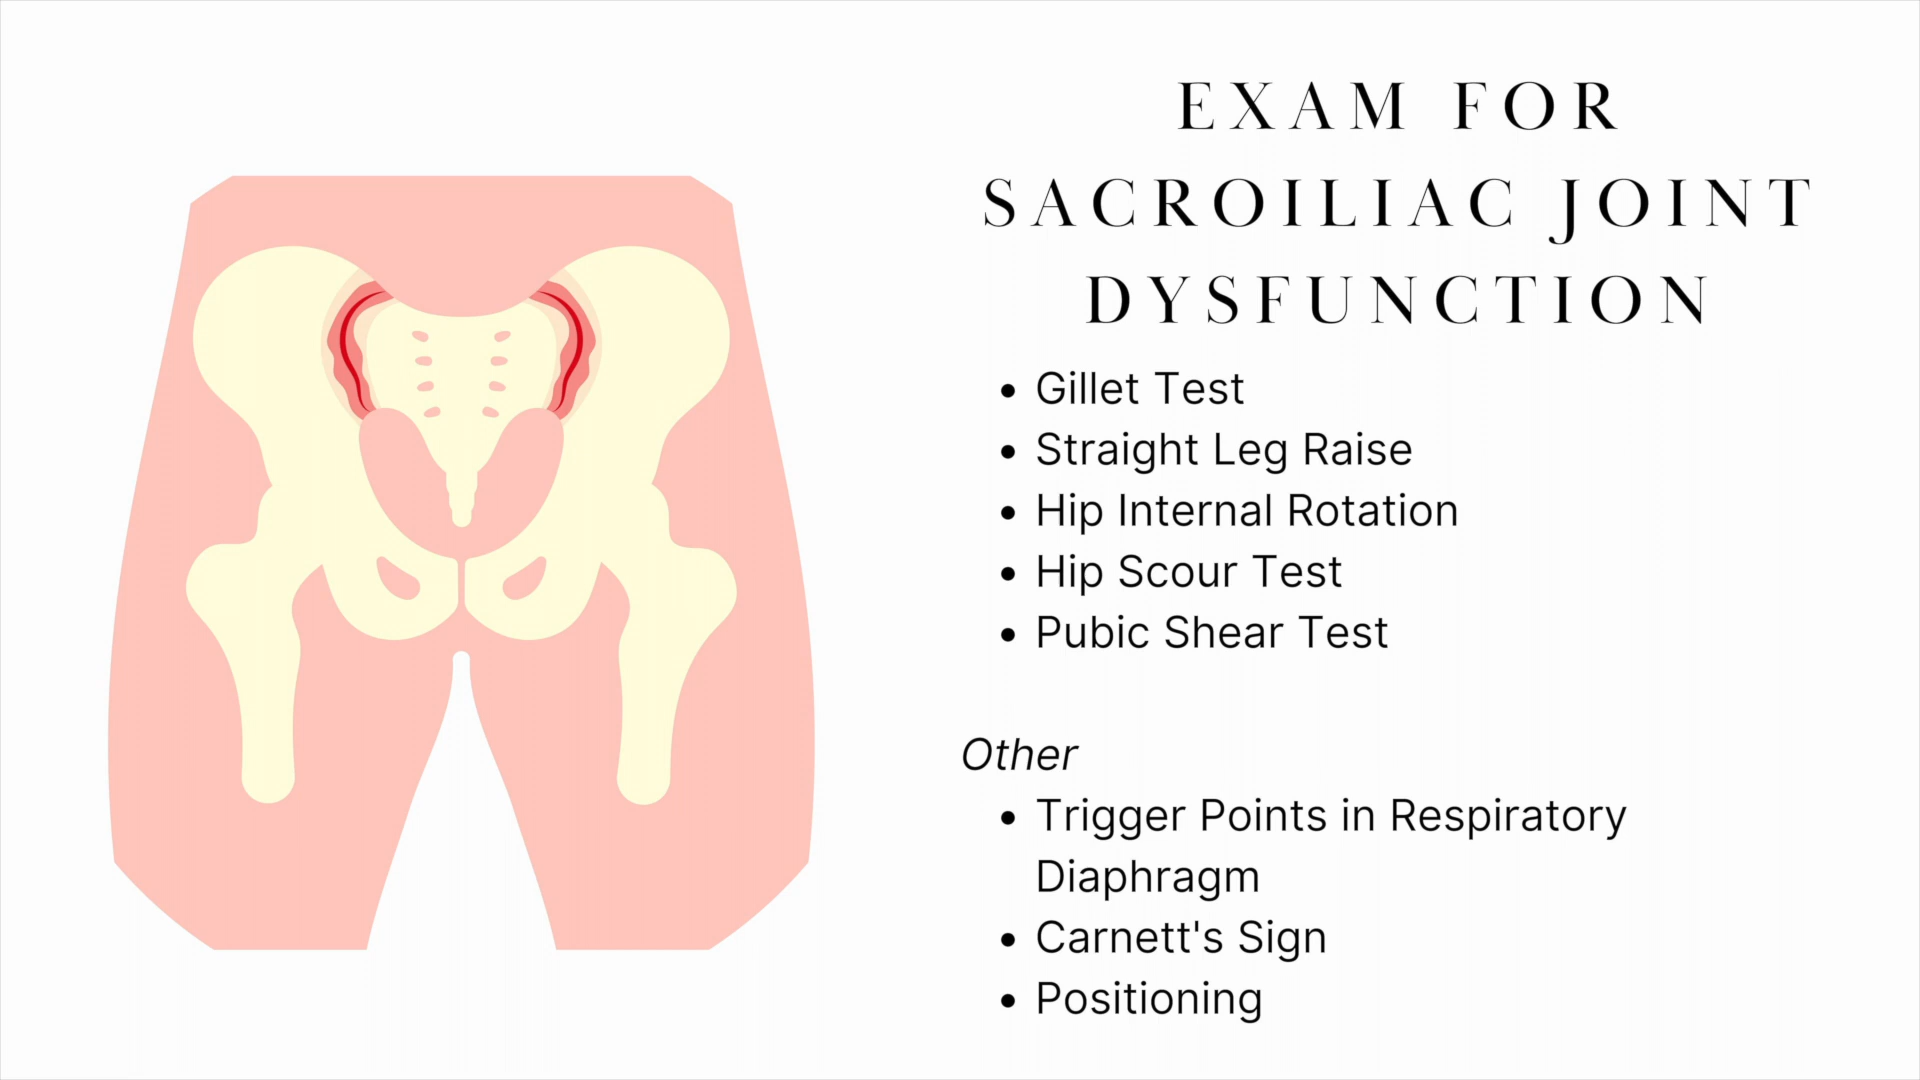 EXAM FOR
SACROILIAC JOINT
DYSFUNCTION
• Gillet Test
• Straight Leg Raise
• Hip Internal Rotation
• Hip Scour Test
• Pubic Shear Test
Other
• Trigger Points in Respiratory
Diaphragm
• Carnett's Sign
• Positioning